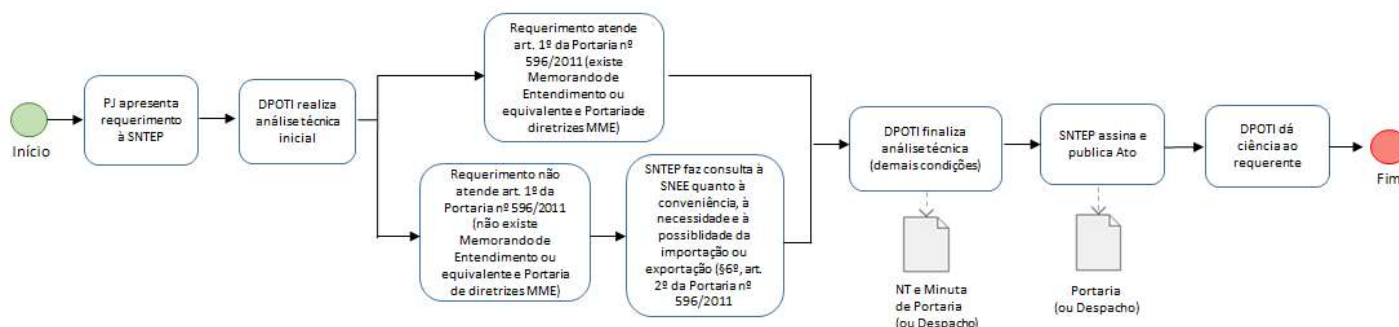 Início
PJ apresenta
requerimento
à SNTEP
DPOTI realiza
análise técnica
inicial
Requerimento atende
art. 1º da Portaria nº
596/2011 (existe
Memorando de
Entendimento ou
equivalente e Portaria de
diretrizes MME)
Requerimento não
atende art. 1º da
Portaria nº 596/2011
(não existe
Memorando de
Entendimento ou
equivalente e Portaria
de diretrizes MME)
SNTEP faz consulta à
SNEE quanto à
conveniência, à
necessidade e à
possiblidade da
importação ou
exportação (§6º, art.
2º da Portaria nº
596/2011
DPOTI finaliza
análise técnica
(demais condições)
NT e Minuta
de Portaria
(ou Despacho)
SNTEP assina e
publica Ato
Portaria
(ou Despacho)
DPOTI dá
ciência ao
requerente
Fim